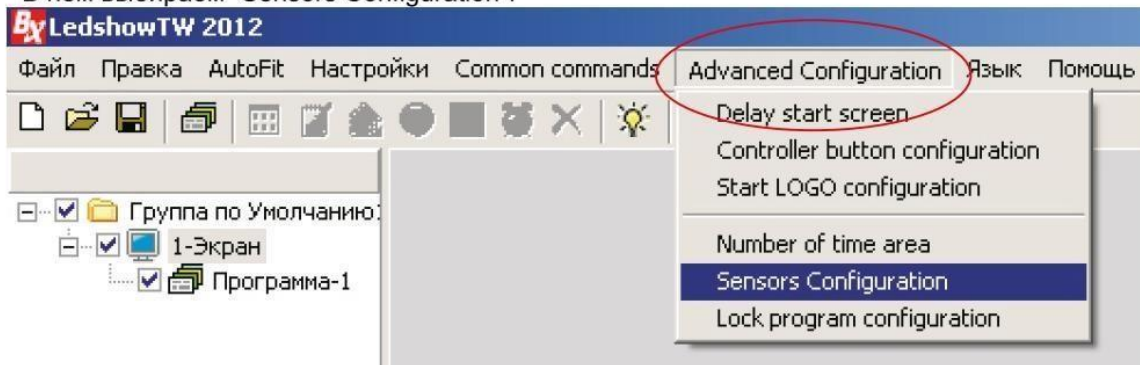 "Sensors Configuration".
BX LedshowTW 2012
Файл Правка AutoFit Настройки Common commands Advanced Configuration Язык Помощь
Delay start screen
Controller button configuration
Start LOGO configuration
Группа по Умолчанию
1-Экран
Number of time area
Программа-1
Sensors Configuration
Lock program configuration